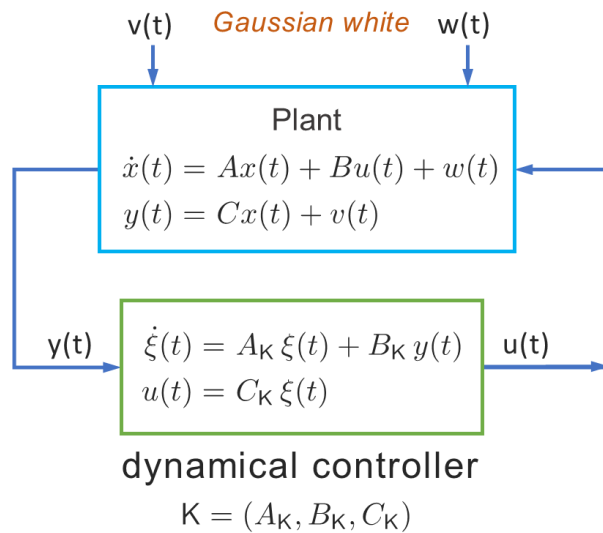 v(t) Gaussian white w(t)
Plant
ẋ(t) = Ax(t) + Bu(t) + w(t)
y(t) = Cx(t) + v(t)
y(t)
ξ̇(t) = A_K ξ(t) + B_K y(t)
u(t) = C_K ξ(t)
u(t)
dynamical controller
K = (A_K, B_K, C_K)